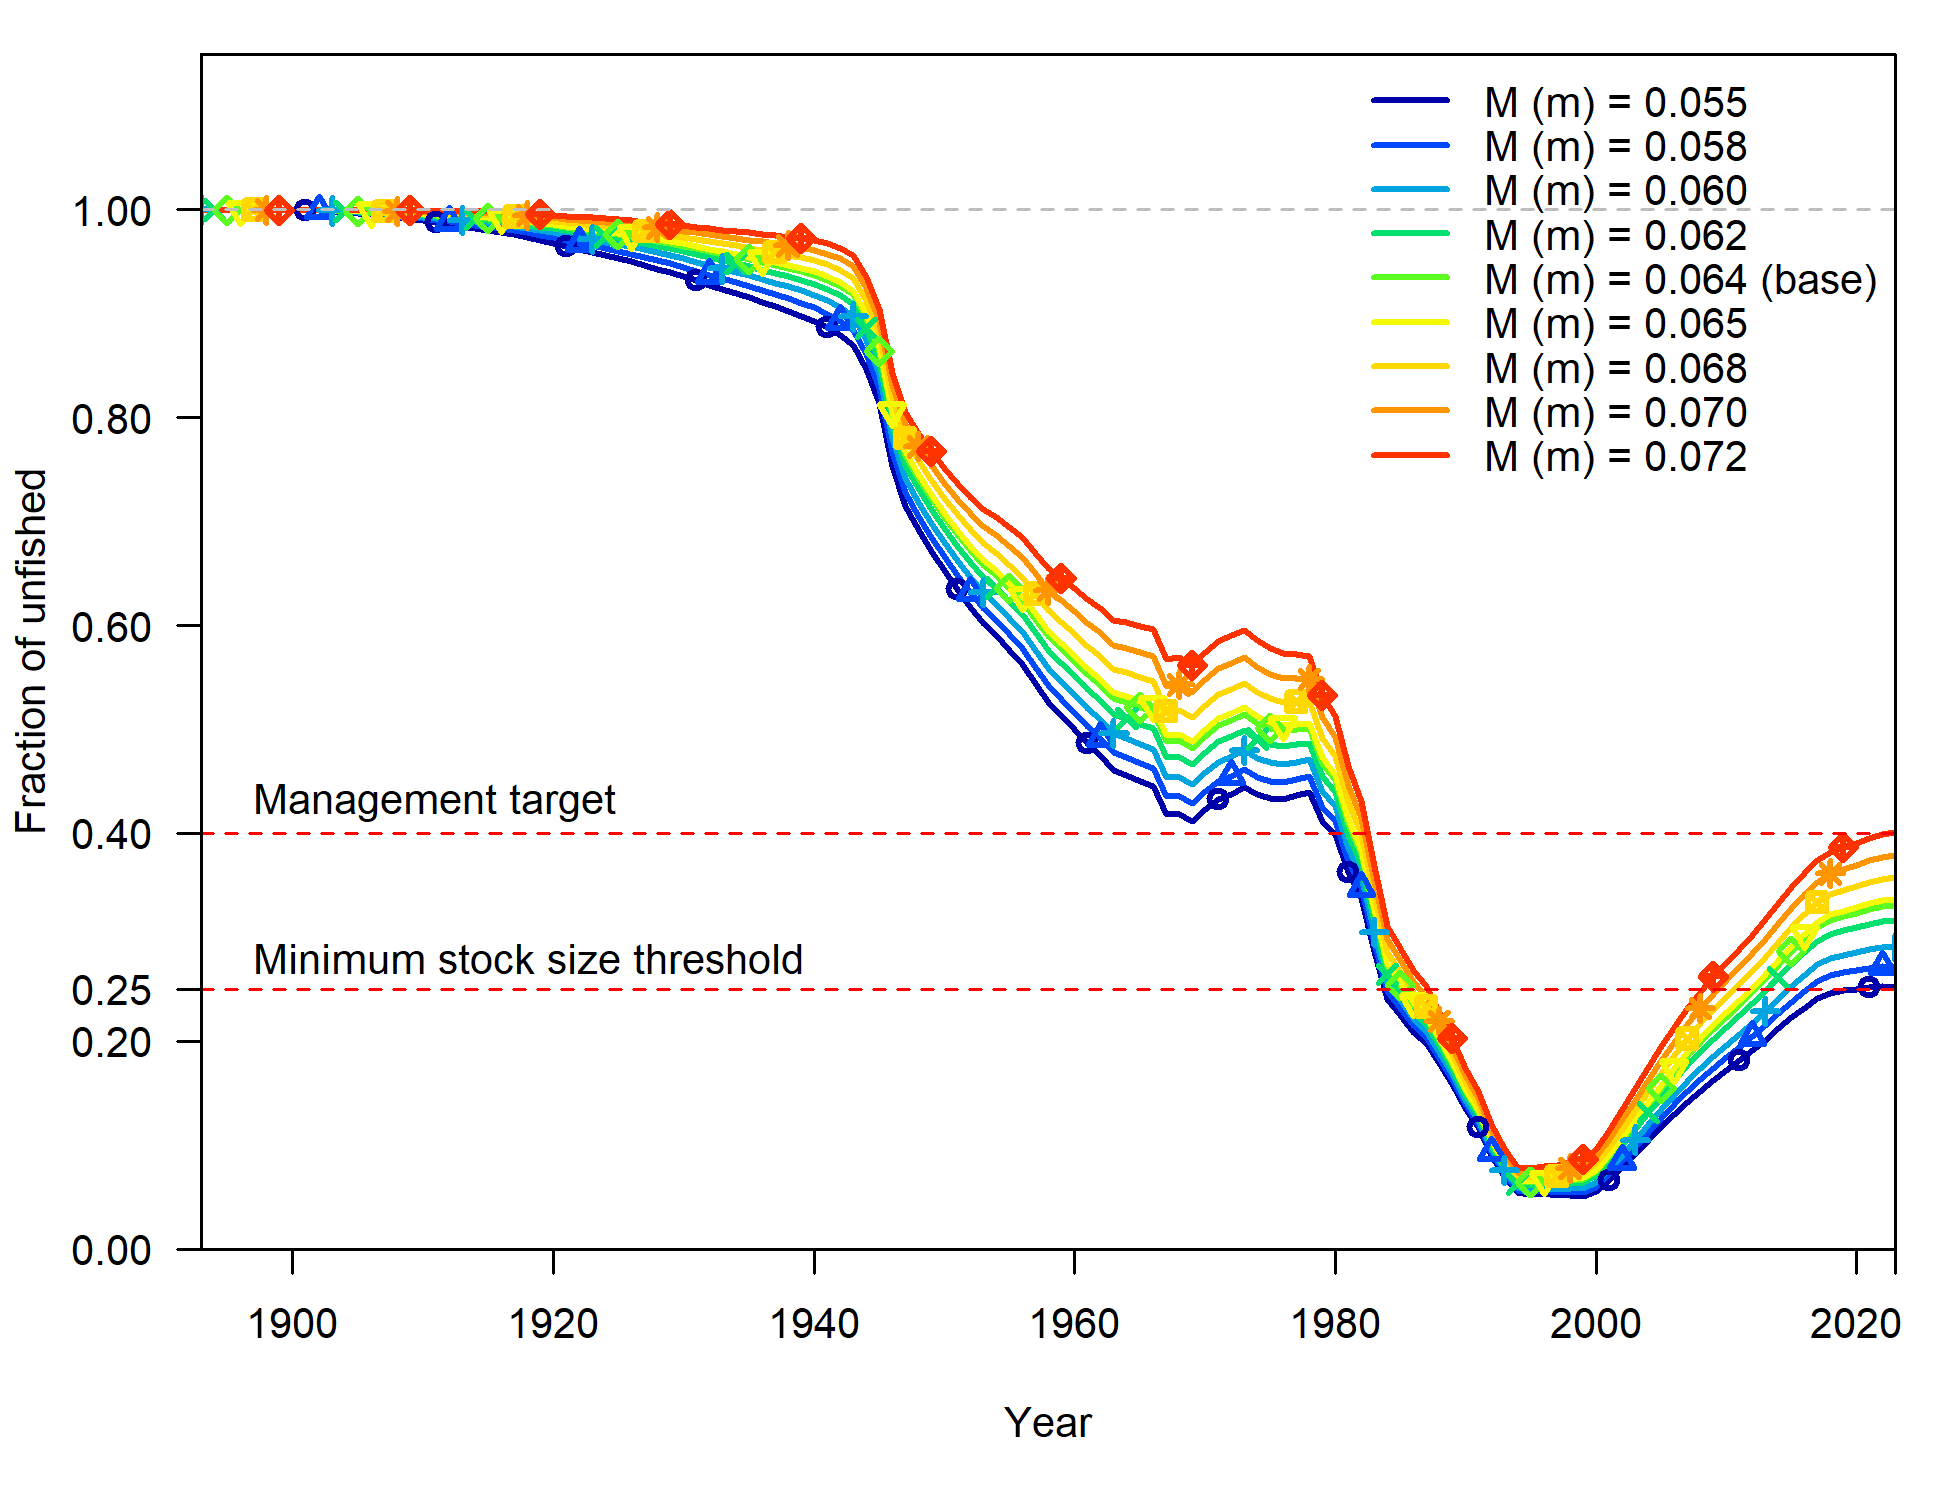 M (m) = 0.055
M (m) = 0.058
M (m) = 0.060
M (m) = 0.062
M (m) = 0.064 (base)
M (m) = 0.065
M (m) = 0.068
M (m) = 0.070
M (m) = 0.072
Fraction of unfished
1.00
0.80
0.60
0.40
0.25
0.20
0.00
Management target
Minimum stock size threshold
1900
1920
1940
1960
1980
2000
2020
Year